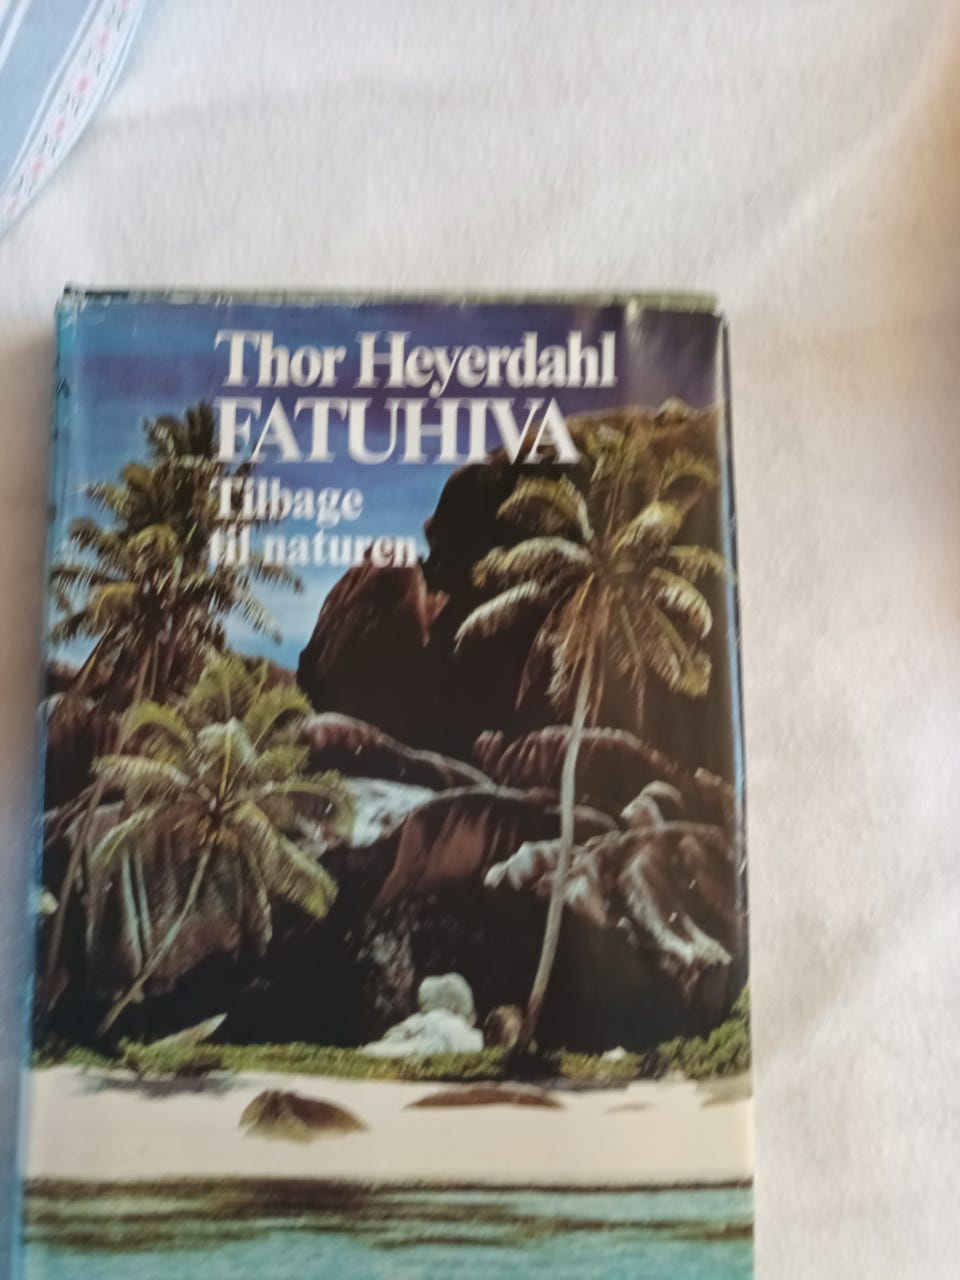 Thor Heyerdahl
FATUHIVA
Tilbage
til naturen